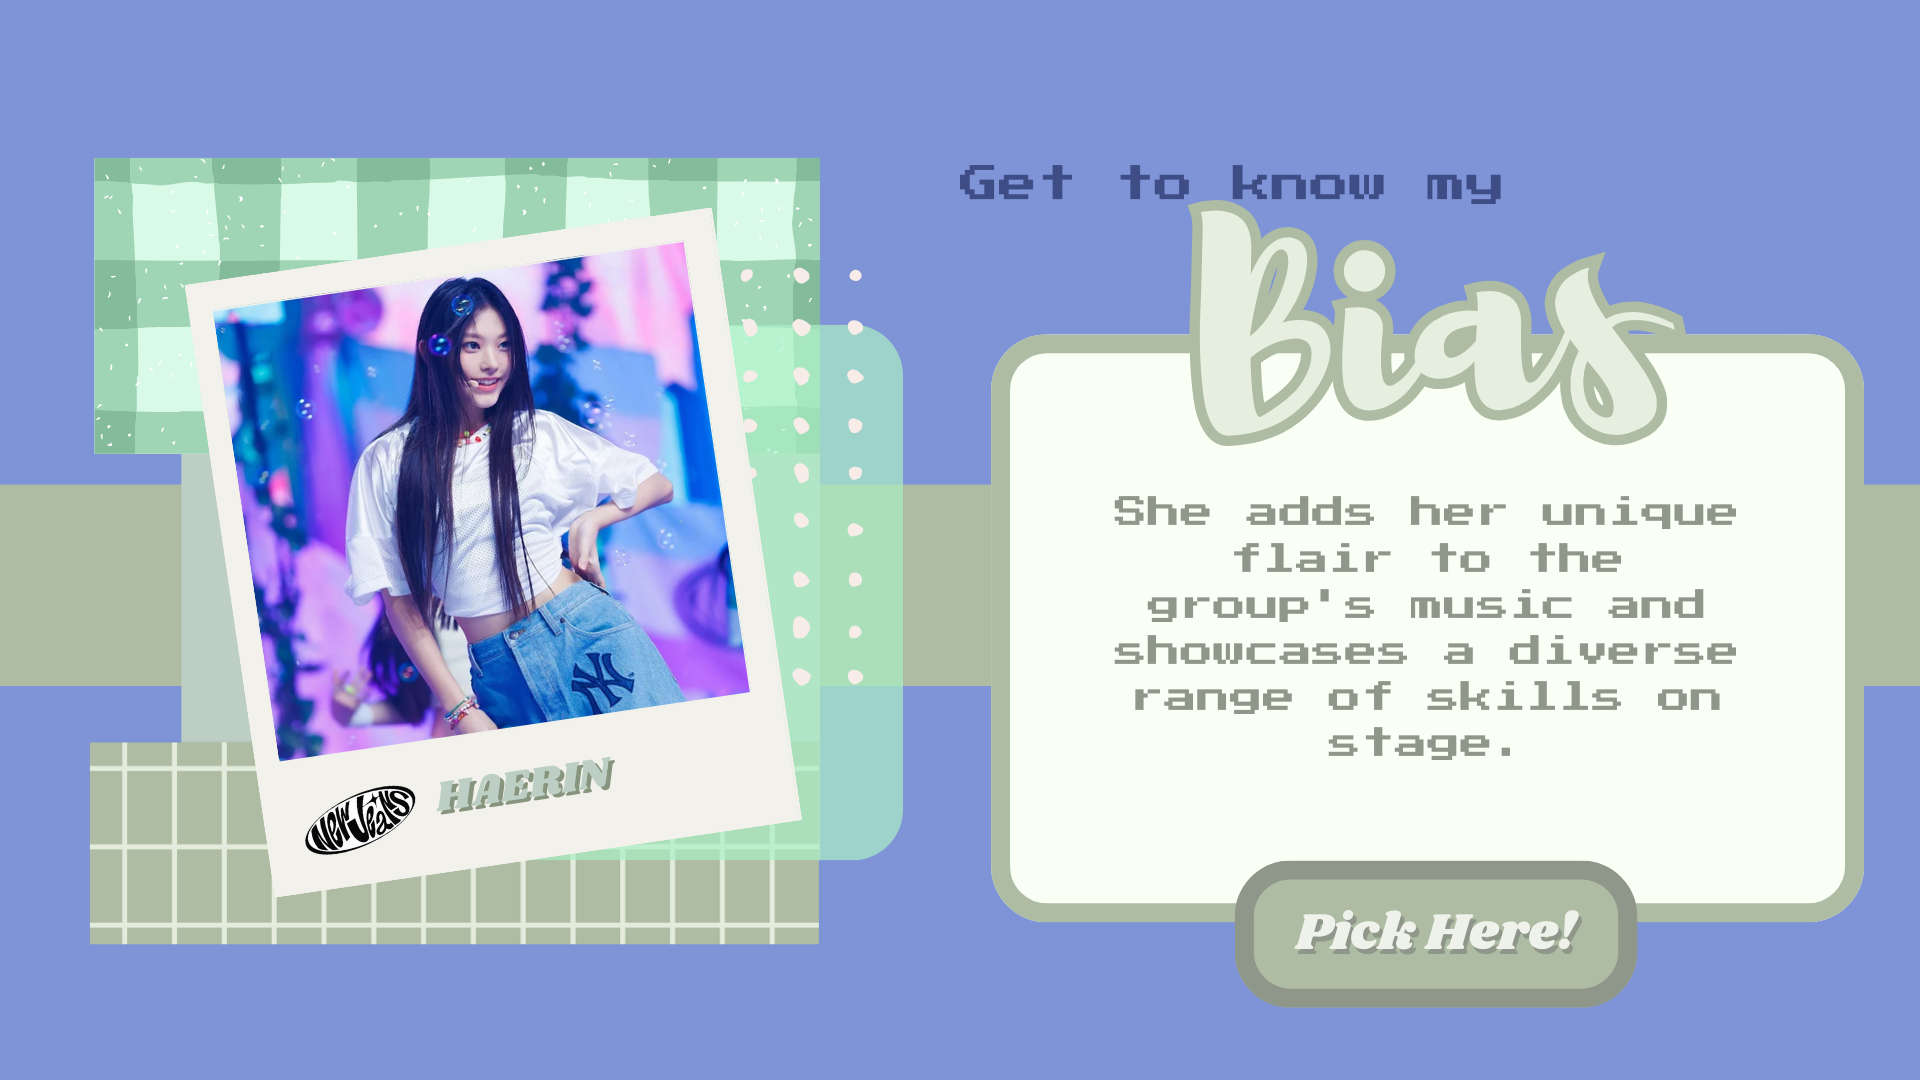 Get to know my
Bias
She adds her unique
flair to the
group's music and
showcases a diverse
range of skills on
stage.
Pick Here!
NewJeans
HAERIN
NY